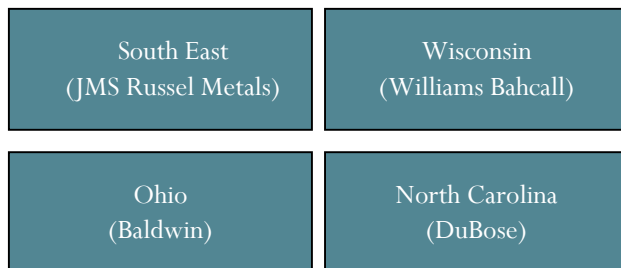 South East
(JMS Russel Metals)
Wisconsin
(Williams Bahcall)
Ohio
(Baldwin)
North Carolina
(DuBose)